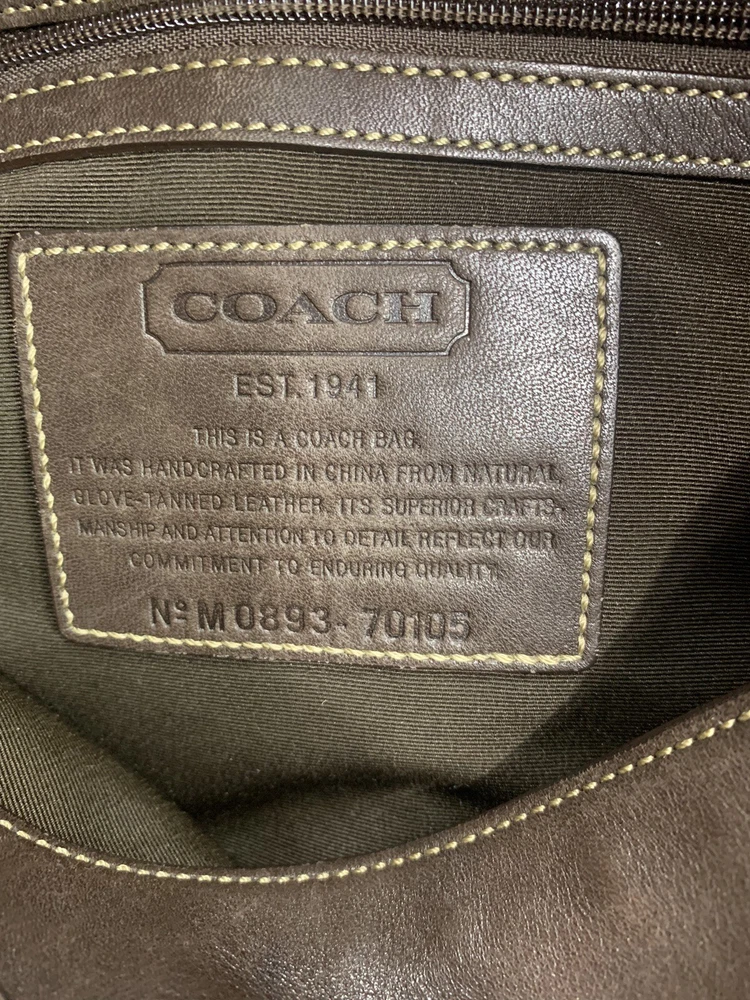 COACH
EST. 1941
THIS IS A COACH BAG.
IT WAS HANDCRAFTED IN CHINA FROM NATURAL,
GLOVE-TANNED LEATHER. ITS SUPERIOR CRAFTS-
MANSHIP AND ATTENTION TO DETAIL REFLECT OUR
COMMITMENT TO ENDURING QUALITY.
Nº M0893-70105